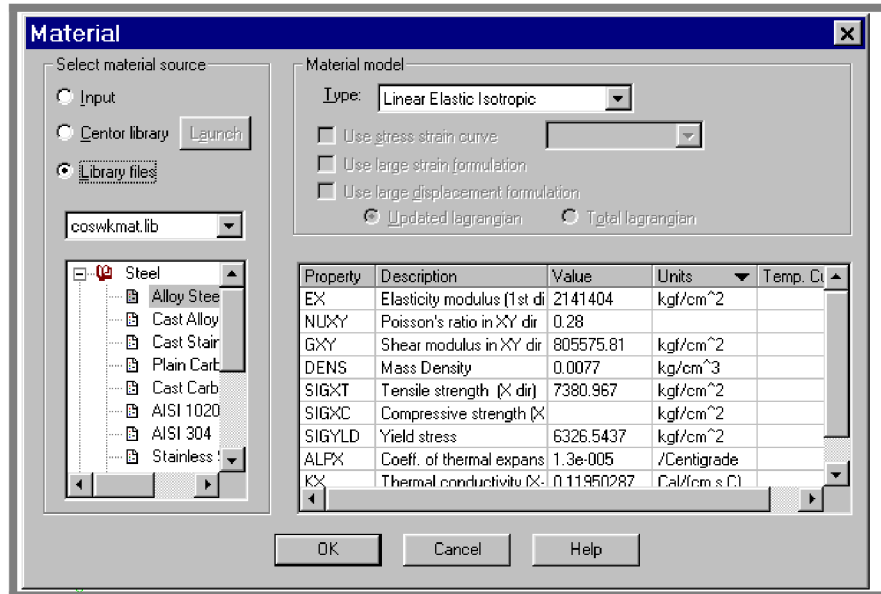 Material
Select material source
Input
Centor library Launch
Library files
coswkmat.lib
Steel
Alloy Stee
Cast Alloy
Cast Stair
Plain Carb
Cast Carb
AISI 1020
AISI 304
Stainless
Material model
Type: Linear Elastic Isotropic
Use stress strain curve
Use large strain formulation
Use large displacement formulation
Updated lagrangian Total lagrangian
Property Description Value Units Temp. Cu
EX Elasticity modulus (1st di 2141404 kgf/cm^2
NUXY Poisson's ratio in XY dir 0.28
GXY Shear modulus in XY dir 805575.81 kgf/cm^2
DENS Mass Density 0.0077 kg/cm^3
SIGXT Tensile strength (X dir) 7380.967 kgf/cm^2
SIGXC Compressive strength (X kgf/cm^2
SIGYLD Yield stress 6326.5437 kgf/cm^2
ALPX Coeff. of thermal expans 1.3e-005 /Centigrade
KX Thermal conductivity (X- 0.11950287 Cal/(cm s C)
OK Cancel Help